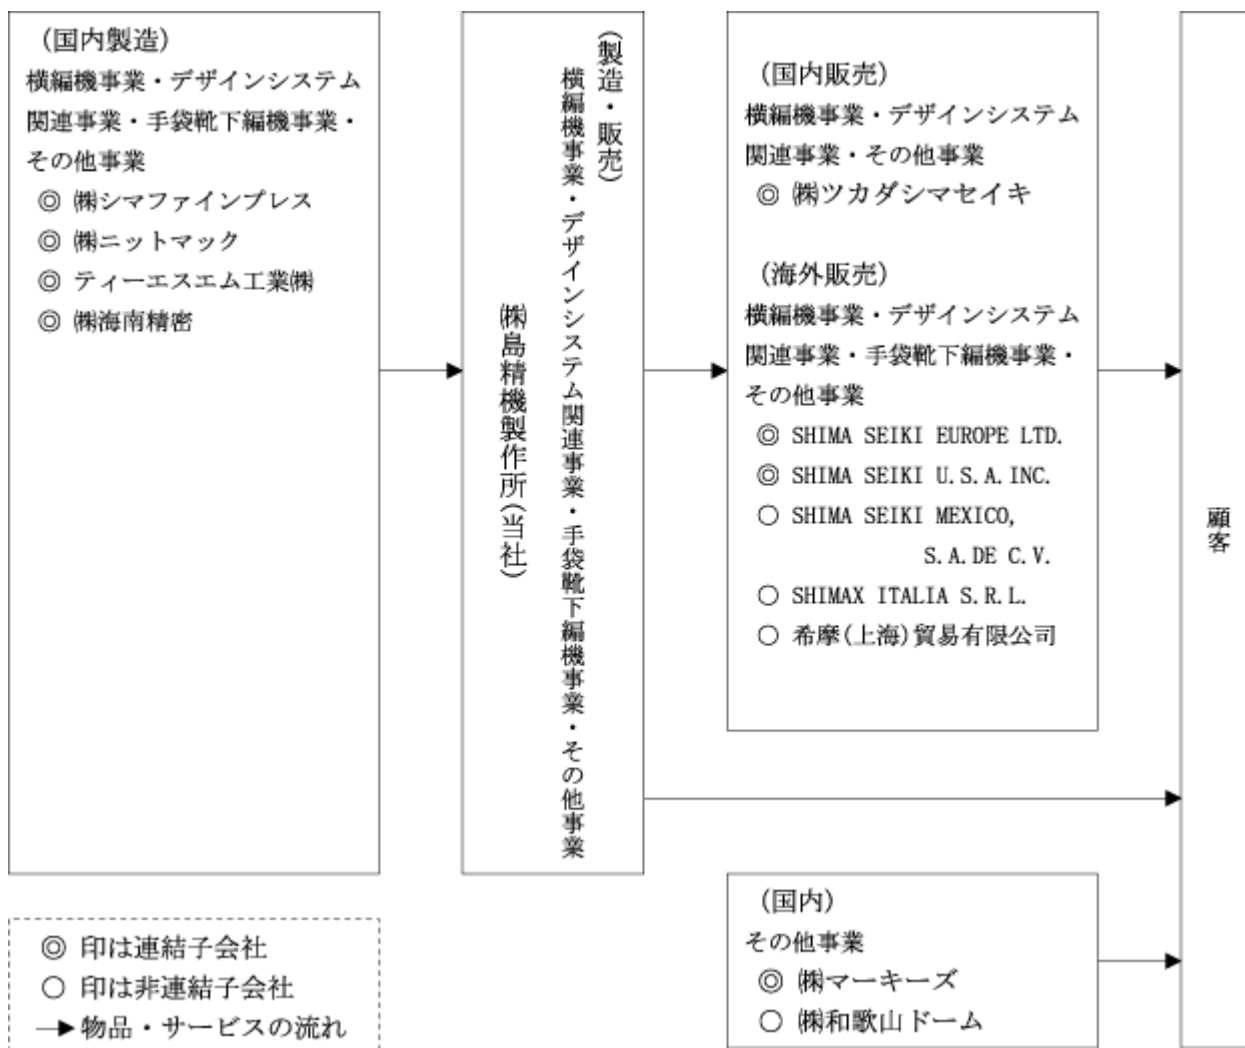 (国内製造)
横編機事業・デザインシステム
関連事業・手袋靴下編機事業・
その他事業
◎ ㈱シマファインプレス
◎ ㈱ニットマック
◎ ティーエスエム工業㈱
◎ ㈱海南精密
(製造・販売)
横編機事業・デザインシステム関連事業・手袋靴下編機事業・その他事業
㈱島精機製作所(当社)
(国内販売)
横編機事業・デザインシステム
関連事業・その他事業
◎ ㈱ツカダシマセイキ
(海外販売)
横編機事業・デザインシステム
関連事業・手袋靴下編機事業・
その他事業
◎ SHIMA SEIKI EUROPE LTD.
◎ SHIMA SEIKI U.S.A.INC.
○ SHIMA SEIKI MEXICO,
S.A.DE C.V.
○ SHIMAX ITALIA S.R.L.
○ 希摩(上海)貿易有限公司
(国内)
その他事業
◎ ㈱マーキーズ
○ ㈱和歌山ドーム
顧客
◎ 印は連結子会社
○ 印は非連結子会社
→ 物品・サービスの流れ